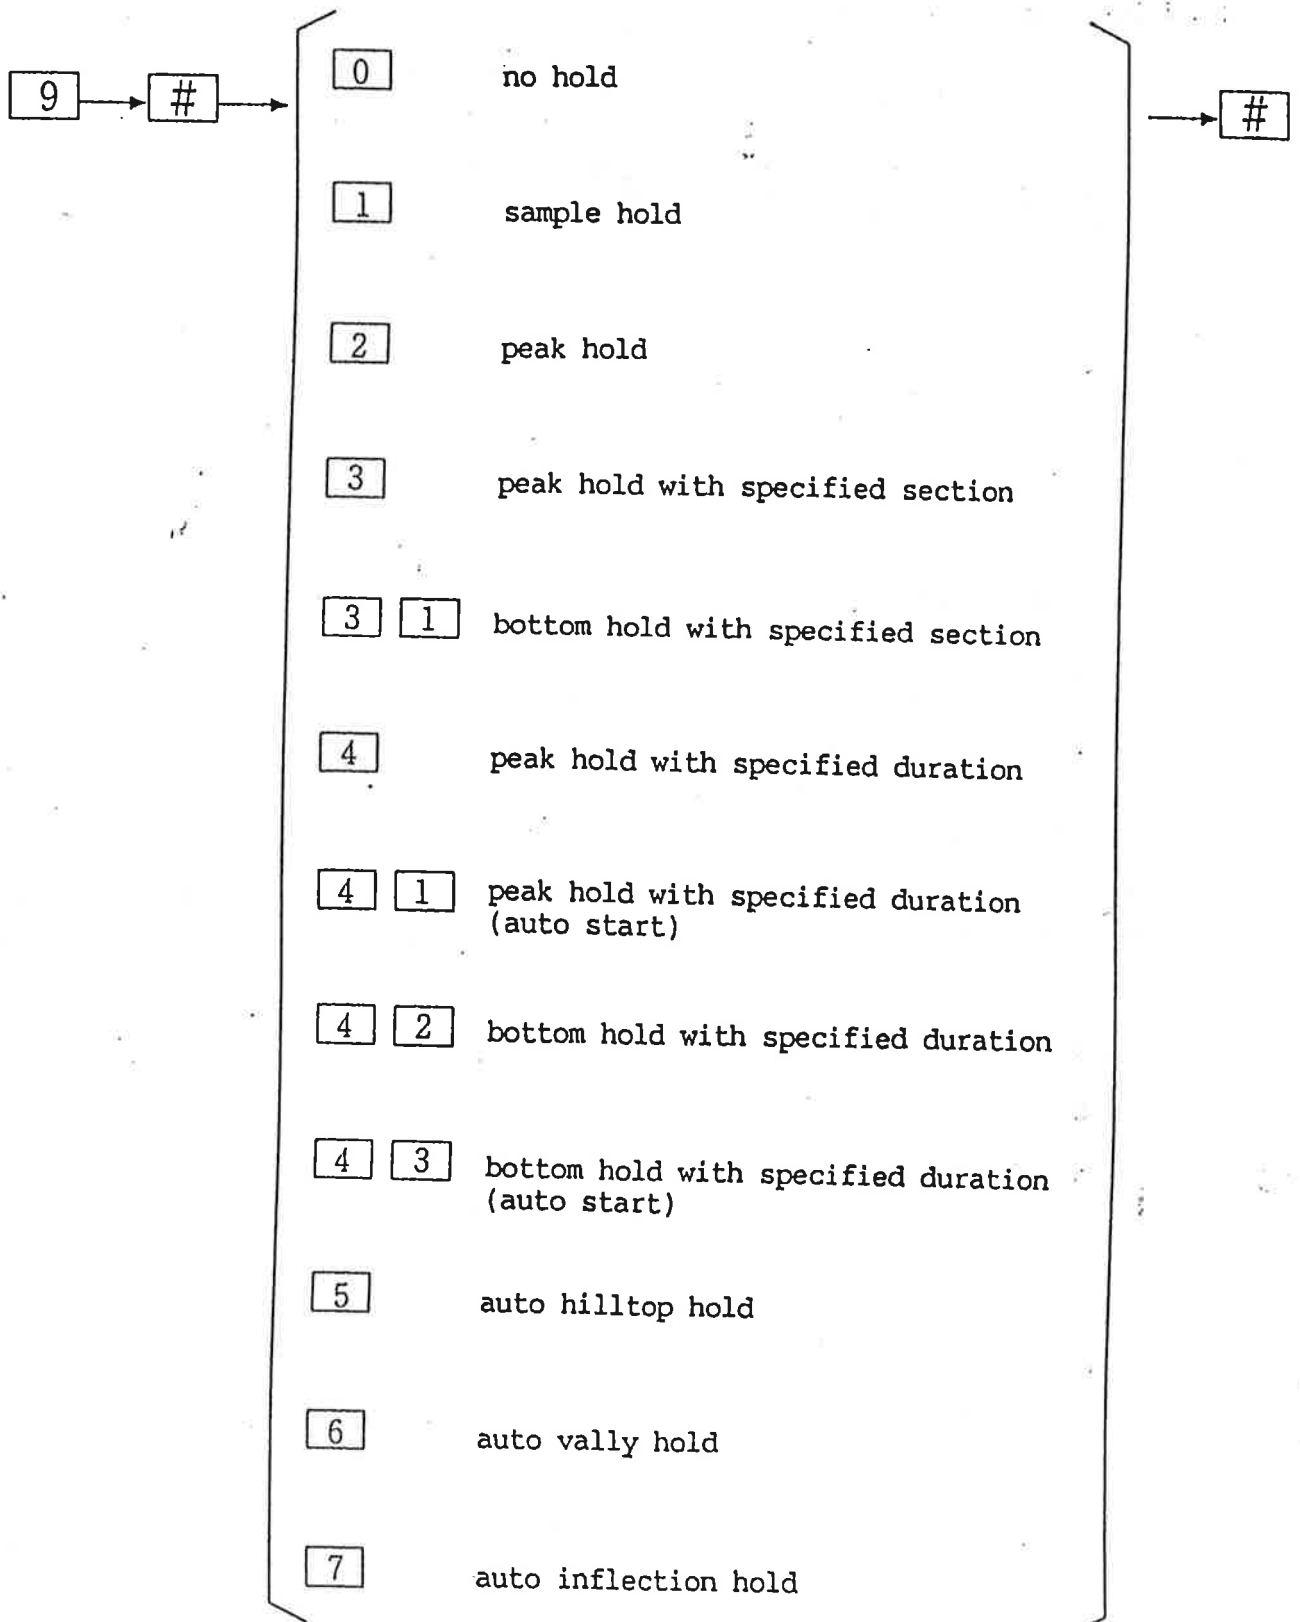 0 no hold
9 # #
1 sample hold
2 peak hold
3 peak hold with specified section
3 1 bottom hold with specified section
4 peak hold with specified duration
4 1 peak hold with specified duration
(auto start)
4 2 bottom hold with specified duration
4 3 bottom hold with specified duration
(auto start)
5 auto hilltop hold
6 auto vally hold
7 auto inflection hold